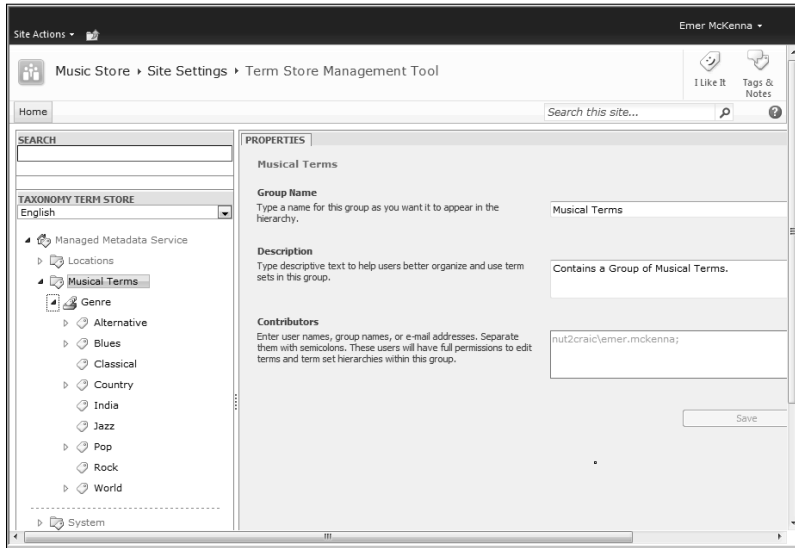 Emer McKenna
Site Actions
Music Store › Site Settings › Term Store Management Tool
I Like It
Tags &
Notes
Home
Search this site...
SEARCH
TAXONOMY TERM STORE
English
Managed Metadata Service
Locations
Musical Terms
Genre
Alternative
Blues
Classical
Country
India
Jazz
Pop
Rock
World
System
PROPERTIES
Musical Terms
Group Name
Type a name for this group as you want it to appear in the
hierarchy.
Musical Terms
Description
Type descriptive text to help users better organize and use term
sets in this group.
Contains a Group of Musical Terms.
Contributors
Enter user names, group names, or e-mail addresses. Separate
them with semicolons. These users will have full permissions to edit
terms and term set hierarchies within this group.
nut2craic\emer.mckenna;
Save